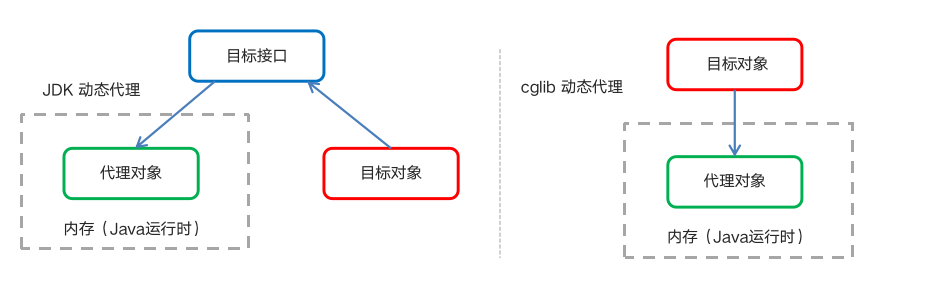 目标接口
JDK 动态代理
代理对象
目标对象
内存（Java运行时）
目标对象
cglib 动态代理
代理对象
内存（Java运行时）